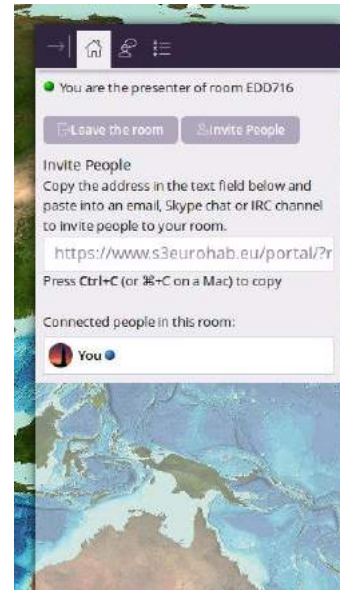 You are the presenter of room EDD716
Leave the room
Invite People
Invite People
Copy the address in the text field below and
paste into an email, Skype chat or IRC channel
to invite people to your room.
https://www.s3eurohab.eu/portal/?r
Press Ctrl+C (or ⌘+C on a Mac) to copy
Connected people in this room:
You